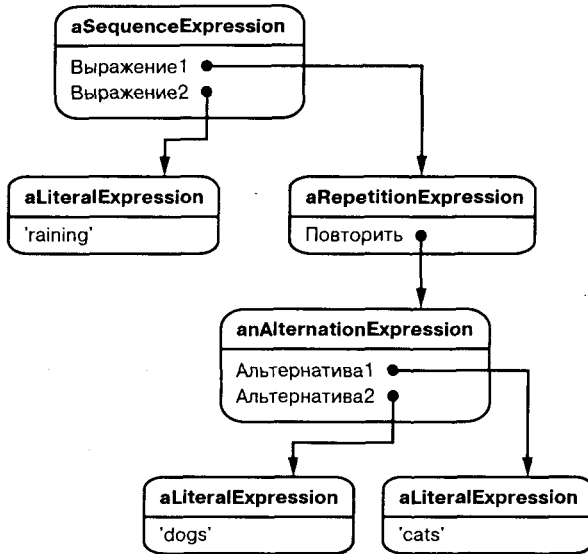 aSequenceExpression
Выражение1
Выражение2
aLiteralExpression
'raining'
aRepetitionExpression
Повторить
anAlternationExpression
Альтернатива1
Альтернатива2
aLiteralExpression
'dogs'
aLiteralExpression
'cats'